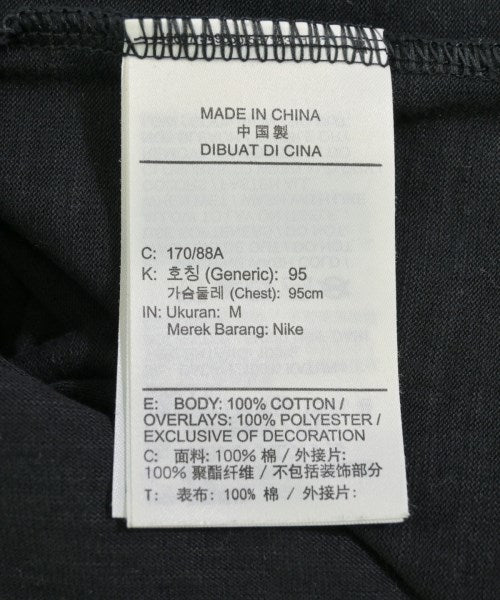 MADE IN CHINA
中国製
DIBUAT DI CINA
C: 170/88A
K: 호칭 (Generic): 95
가슴둘레 (Chest): 95cm
IN: Ukuran: M
Merek Barang: Nike
E: BODY: 100% COTTON /
OVERLAYS: 100% POLYESTER /
EXCLUSIVE OF DECORATION
C: 面料: 100% 棉 / 外接片:
100% 聚酯纤维 / 不包括装饰部分
T: 表布: 100% 棉 / 外接片: